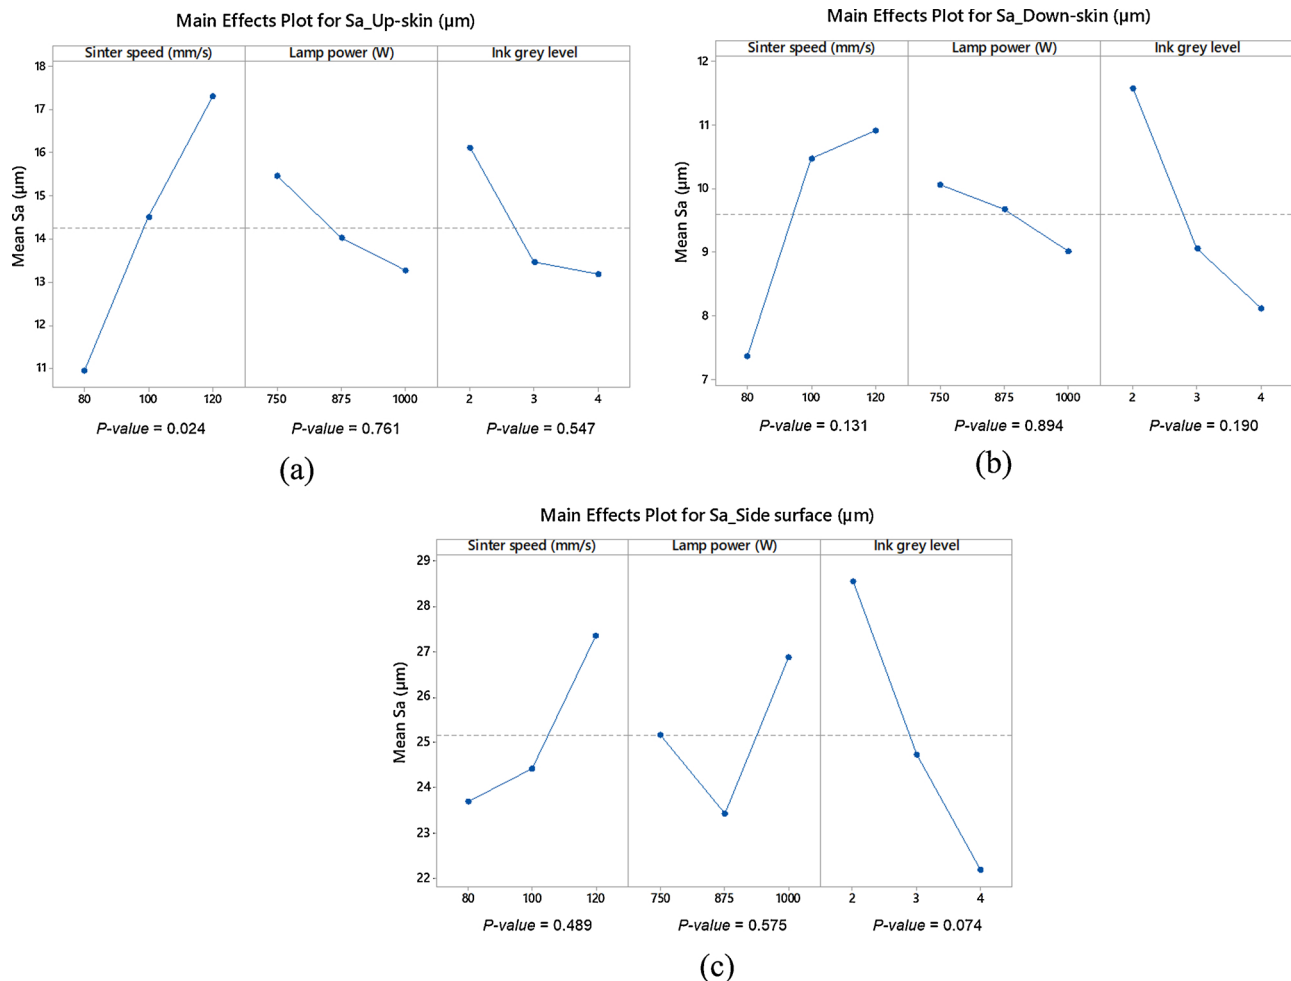 Main Effects Plot for Sa_Up-skin (µm)
Sinter speed (mm/s) Lamp power (W) Ink grey level
18
17
16
15
14
13
12
11
Mean Sa (µm)
80 100 120 750 875 1000 2 3 4
P-value = 0.024 P-value = 0.761 P-value = 0.547
(a)
Main Effects Plot for Sa_Down-skin (µm)
Sinter speed (mm/s) Lamp power (W) Ink grey level
12
11
10
9
8
7
Mean Sa (µm)
80 100 120 750 875 1000 2 3 4
P-value = 0.131 P-value = 0.894 P-value = 0.190
(b)
Main Effects Plot for Sa_Side surface (µm)
Sinter speed (mm/s) Lamp power (W) Ink grey level
29
28
27
26
25
24
23
22
Mean Sa (µm)
80 100 120 750 875 1000 2 3 4
P-value = 0.489 P-value = 0.575 P-value = 0.074
(c)